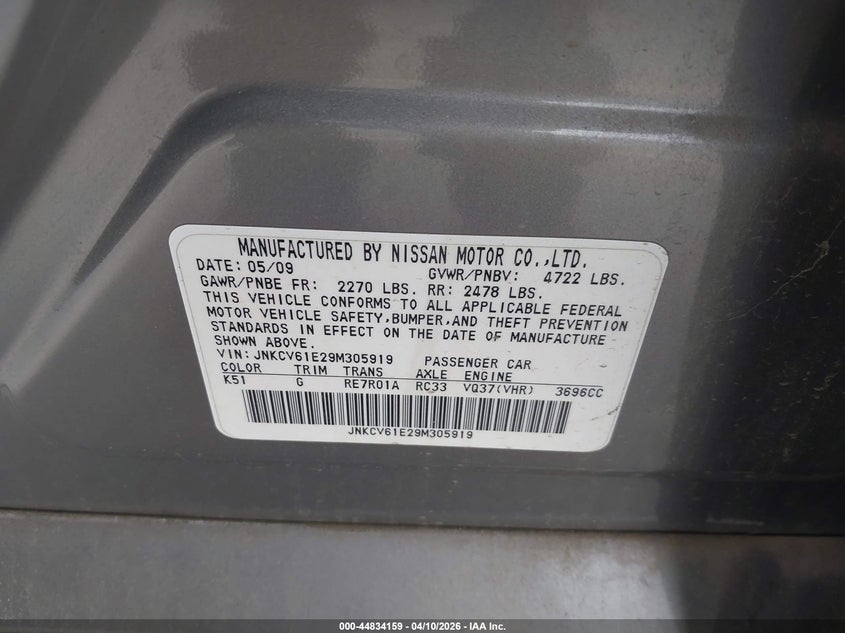 MANUFACTURED BY NISSAN MOTOR CO.,LTD.
DATE: 05/09 GVWR/PNBV: 4722 LBS.
GAWR/PNBE FR: 2270 LBS. RR: 2478 LBS.
THIS VEHICLE CONFORMS TO ALL APPLICABLE FEDERAL
MOTOR VEHICLE SAFETY,BUMPER,AND THEFT PREVENTION
STANDARDS IN EFFECT ON THE DATE OF MANUFACTURE
SHOWN ABOVE.
VIN: JNKCV61E29M305919 PASSENGER CAR
COLOR TRIM TRANS AXLE ENGINE
K51 G RE7R01A RC33 VQ37(VHR) 3696CC
JNKCV61E29M305919
000-44834159 - 04/10/2026 - IAA Inc.